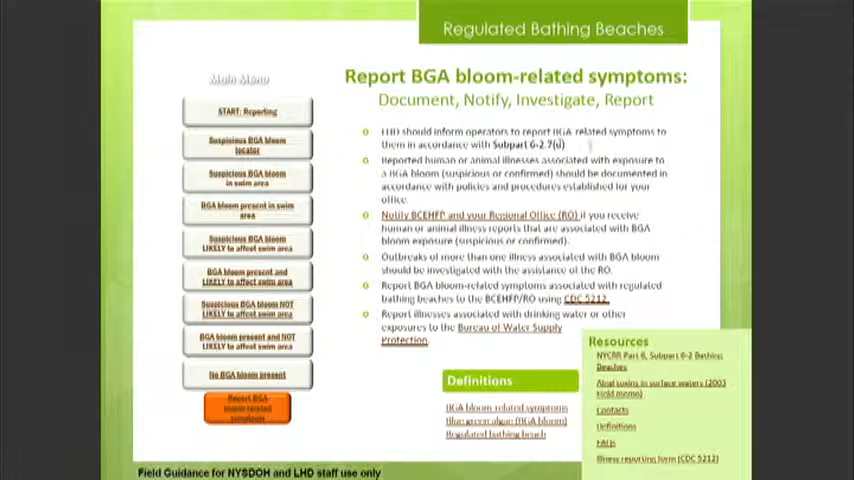 Regulated Bathing Beaches
Main Menu
START: Reporting
Suspicious BGA bloom
locator
Suspicious BGA bloom
in swim area
BGA bloom present in swim
area
Suspicious BGA bloom
LIKELY to affect swim area
BGA bloom present and
LIKELY to affect swim area
Suspicious BGA bloom NOT
LIKELY to affect swim area
BGA bloom present and NOT
LIKELY to affect swim area
No BGA bloom present
Report BGA
bloom-related
symptoms
Report BGA bloom-related symptoms:
Document, Notify, Investigate, Report
LHD should inform operators to report BGA related symptoms to
them in accordance with Subpart 6-2.7(d)
Reported human or animal illnesses associated with exposure to
a BGA bloom (suspicious or confirmed) should be documented in
accordance with policies and procedures established for your
office.
Notify BCEHFP and your Regional Office (RO) if you receive
human or animal illness reports that are associated with BGA
bloom exposure (suspicious or confirmed).
Outbreaks of more than one illness associated with BGA bloom
should be investigated with the assistance of the RO.
Report BGA bloom-related symptoms associated with regulated
bathing beaches to the BCEHFP/RO using CDC 5212.
Report illnesses associated with drinking water or other
exposures to the Bureau of Water Supply
Protection.
Definitions
BGA bloom related symptoms
Blue green algae (BGA bloom)
Regulated bathing beach
Resources
NYCRR Part 6, Subpart 6-2 Bathing
Beaches
Algal toxins in surface waters (2003
field memo)
Contacts
Definitions
FAQs
Illness reporting form (CDC 5212)
Field Guidance for NYSDOH and LHD staff use only